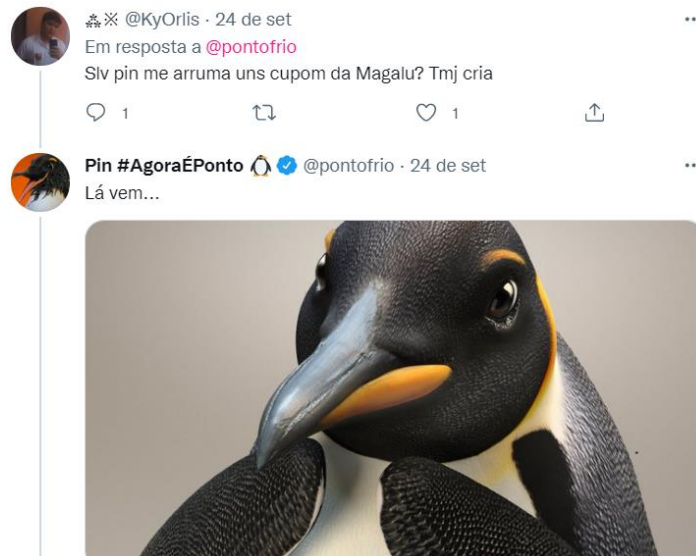 ⁂※ @KyOrlis · 24 de set
Em resposta a @pontofrio
Slv pin me arruma uns cupom da Magalu? Tmj cria
1 1
Pin #AgoraÉPonto 🐧 @pontofrio · 24 de set
Lá vem...